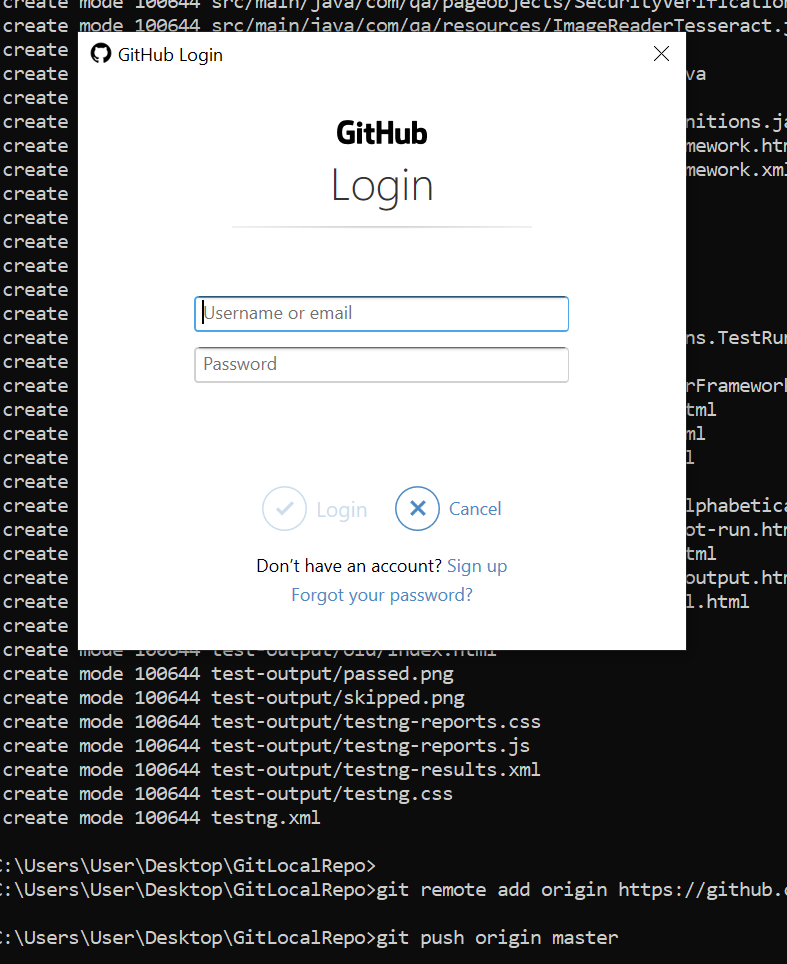 create mode 100644 src/main/java/com/qa/pageobjects/SecurityVerification
create mode 100644 src/main/java/com/qa/resources/ImageReaderTesseract.j
GitHub Login
GitHub
Login
Username or email
Password
Login Cancel
Don't have an account? Sign up
Forgot your password?
create
create va
create
create nitions.ja
create mework.htm
create mework.xml
create
create
create
create
create
create
create ns.TestRun
create
create rFramework
create tml
create ml
create l
create
create lphabetica
create ot-run.htm
create tml
create output.htm
create l.html
create
create mode 100644 test-output/old/index.html
create mode 100644 test-output/passed.png
create mode 100644 test-output/skipped.png
create mode 100644 test-output/testng-reports.css
create mode 100644 test-output/testng-reports.js
create mode 100644 test-output/testng-results.xml
create mode 100644 test-output/testng.css
create mode 100644 testng.xml
C:\Users\User\Desktop\GitLocalRepo>
C:\Users\User\Desktop\GitLocalRepo>git remote add origin https://github.c
C:\Users\User\Desktop\GitLocalRepo>git push origin master